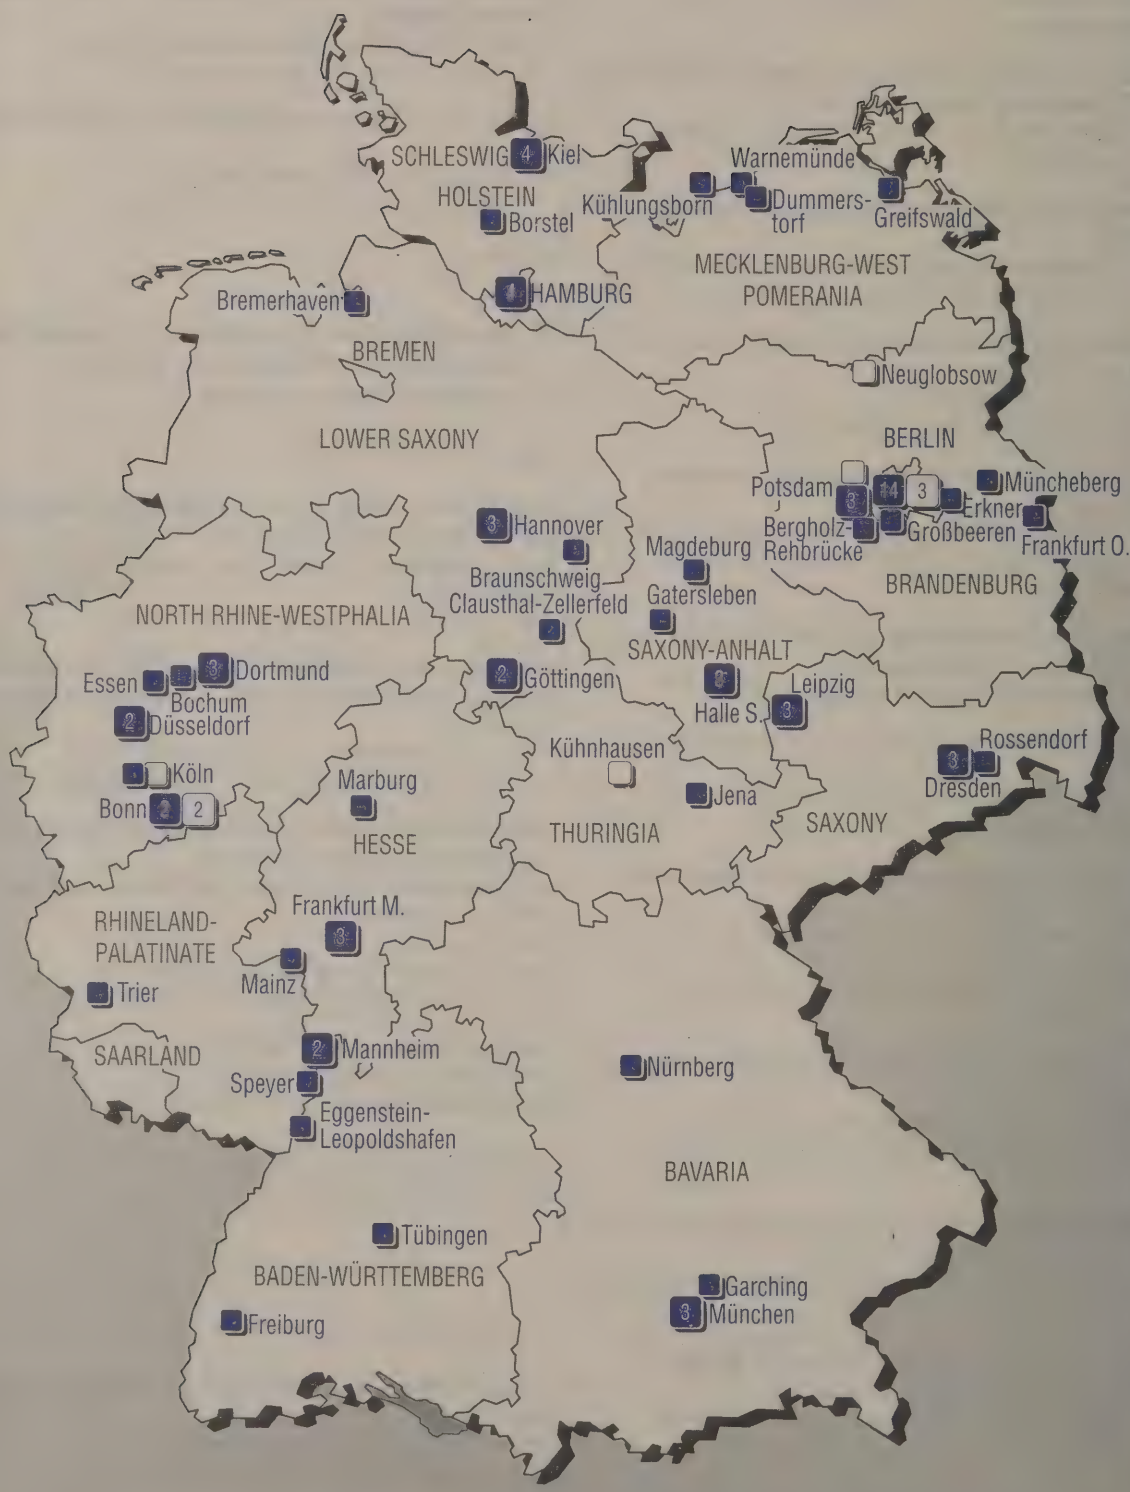 SCHLESWIG
4
Kiel
HOLSTEIN
Borstel
Warnemünde
Kühlungsborn
Dummers-
torf
Greifswald
MECKLENBURG-WEST
POMERANIA
Bremerhaven
HAMBURG
BREMEN
Neuglobsow
LOWER SAXONY
BERLIN
Potsdam
3
14
3
Müncheberg
Erkner
Bergholz-
Rehbrücke
Großbeeren
Frankfurt O.
3
Hannover
Braunschweig
Magdeburg
Clausthal-Zellerfeld
Gatersleben
BRANDENBURG
NORTH RHINE-WESTPHALIA
SAXONY-ANHALT
Essen
Bochum
3
Dortmund
2
Göttingen
Halle S.
Leipzig
3
2
Düsseldorf
Kühnhausen
Rossendorf
3
Dresden
Köln
Marburg
Jena
Bonn
2
HESSE
THURINGIA
SAXONY
Frankfurt M.
3
RHINELAND-
PALATINATE
Mainz
Trier
SAARLAND
2
Mannheim
Speyer
Nürnberg
Eggenstein-
Leopoldshafen
BAVARIA
Tübingen
BADEN-WÜRTTEMBERG
Garching
3
München
Freiburg